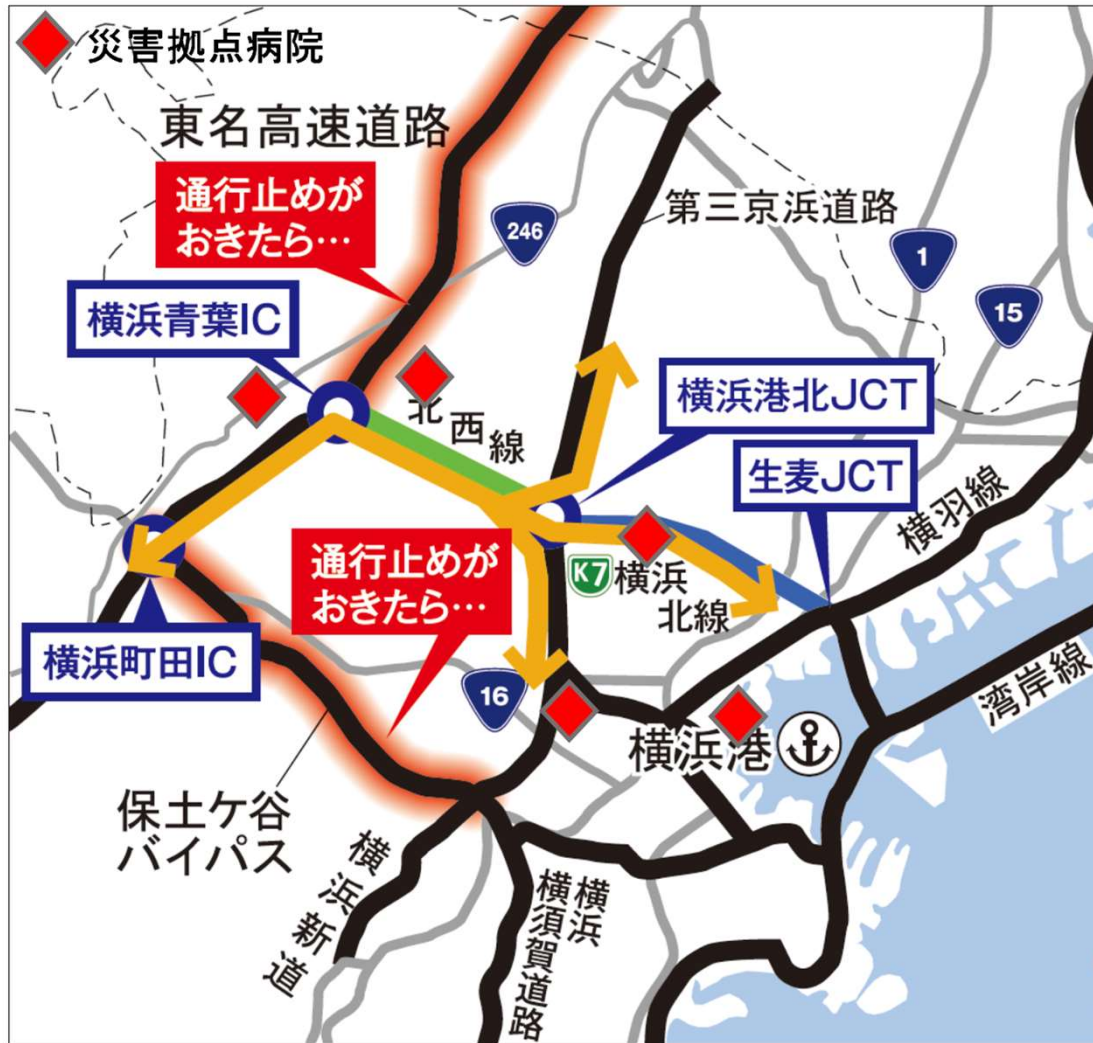 災害拠点病院
東名高速道路
通行止めが
おきたら…
246
第三京浜道路
1
15
横浜青葉IC
北西線
横浜港北JCT
生麦JCT
横羽線
通行止めが
おきたら…
K7
横浜
北線
横浜町田IC
16
横浜港
湾岸線
保土ケ谷
バイパス
横浜新道
横浜
横須賀道路